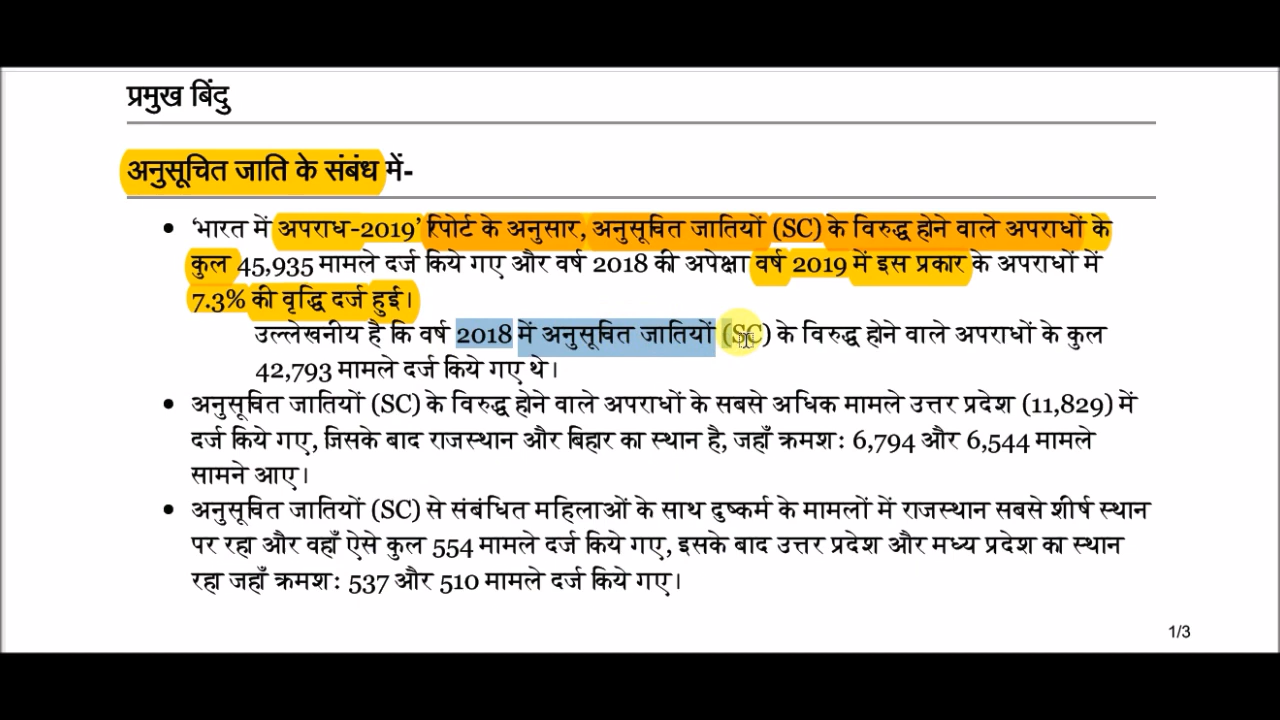 प्रमुख बिंदु
अनुसूचित जाति के संबंध में-
• ‘भारत में अपराध-2019’ रिपोर्ट के अनुसार, अनुसूचित जातियों (SC) के विरुद्ध होने वाले अपराधों के
कुल 45,935 मामले दर्ज किये गए और वर्ष 2018 की अपेक्षा वर्ष 2019 में इस प्रकार के अपराधों में
7.3% की वृद्धि दर्ज हुई।
उल्लेखनीय है कि वर्ष 2018 में अनुसूचित जातियों (SC) के विरुद्ध होने वाले अपराधों के कुल
42,793 मामले दर्ज किये गए थे।
• अनुसूचित जातियों (SC) के विरुद्ध होने वाले अपराधों के सबसे अधिक मामले उत्तर प्रदेश (11,829) में
दर्ज किये गए, जिसके बाद राजस्थान और बिहार का स्थान है, जहाँ क्रमश: 6,794 और 6,544 मामले
सामने आए।
• अनुसूचित जातियों (SC) से संबंधित महिलाओं के साथ दुष्कर्म के मामलों में राजस्थान सबसे शीर्ष स्थान
पर रहा और वहाँ ऐसे कुल 554 मामले दर्ज किये गए, इसके बाद उत्तर प्रदेश और मध्य प्रदेश का स्थान
रहा जहाँ क्रमश: 537 और 510 मामले दर्ज किये गए।
1/3